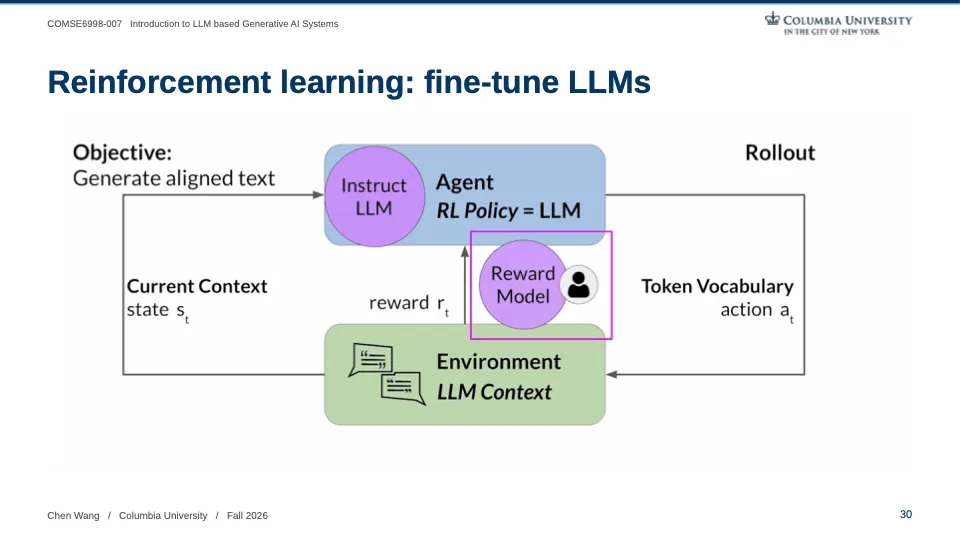 COMSE6998-007 Introduction to LLM based Generative AI Systems
COLUMBIA UNIVERSITY
IN THE CITY OF NEW YORK
Reinforcement learning: fine-tune LLMs
Objective:
Generate aligned text
Instruct
LLM
Agent
RL Policy = LLM
Rollout
Current Context
state st
reward rt
Reward
Model
Token Vocabulary
action at
Environment
LLM Context
Chen Wang / Columbia University / Fall 2026
30